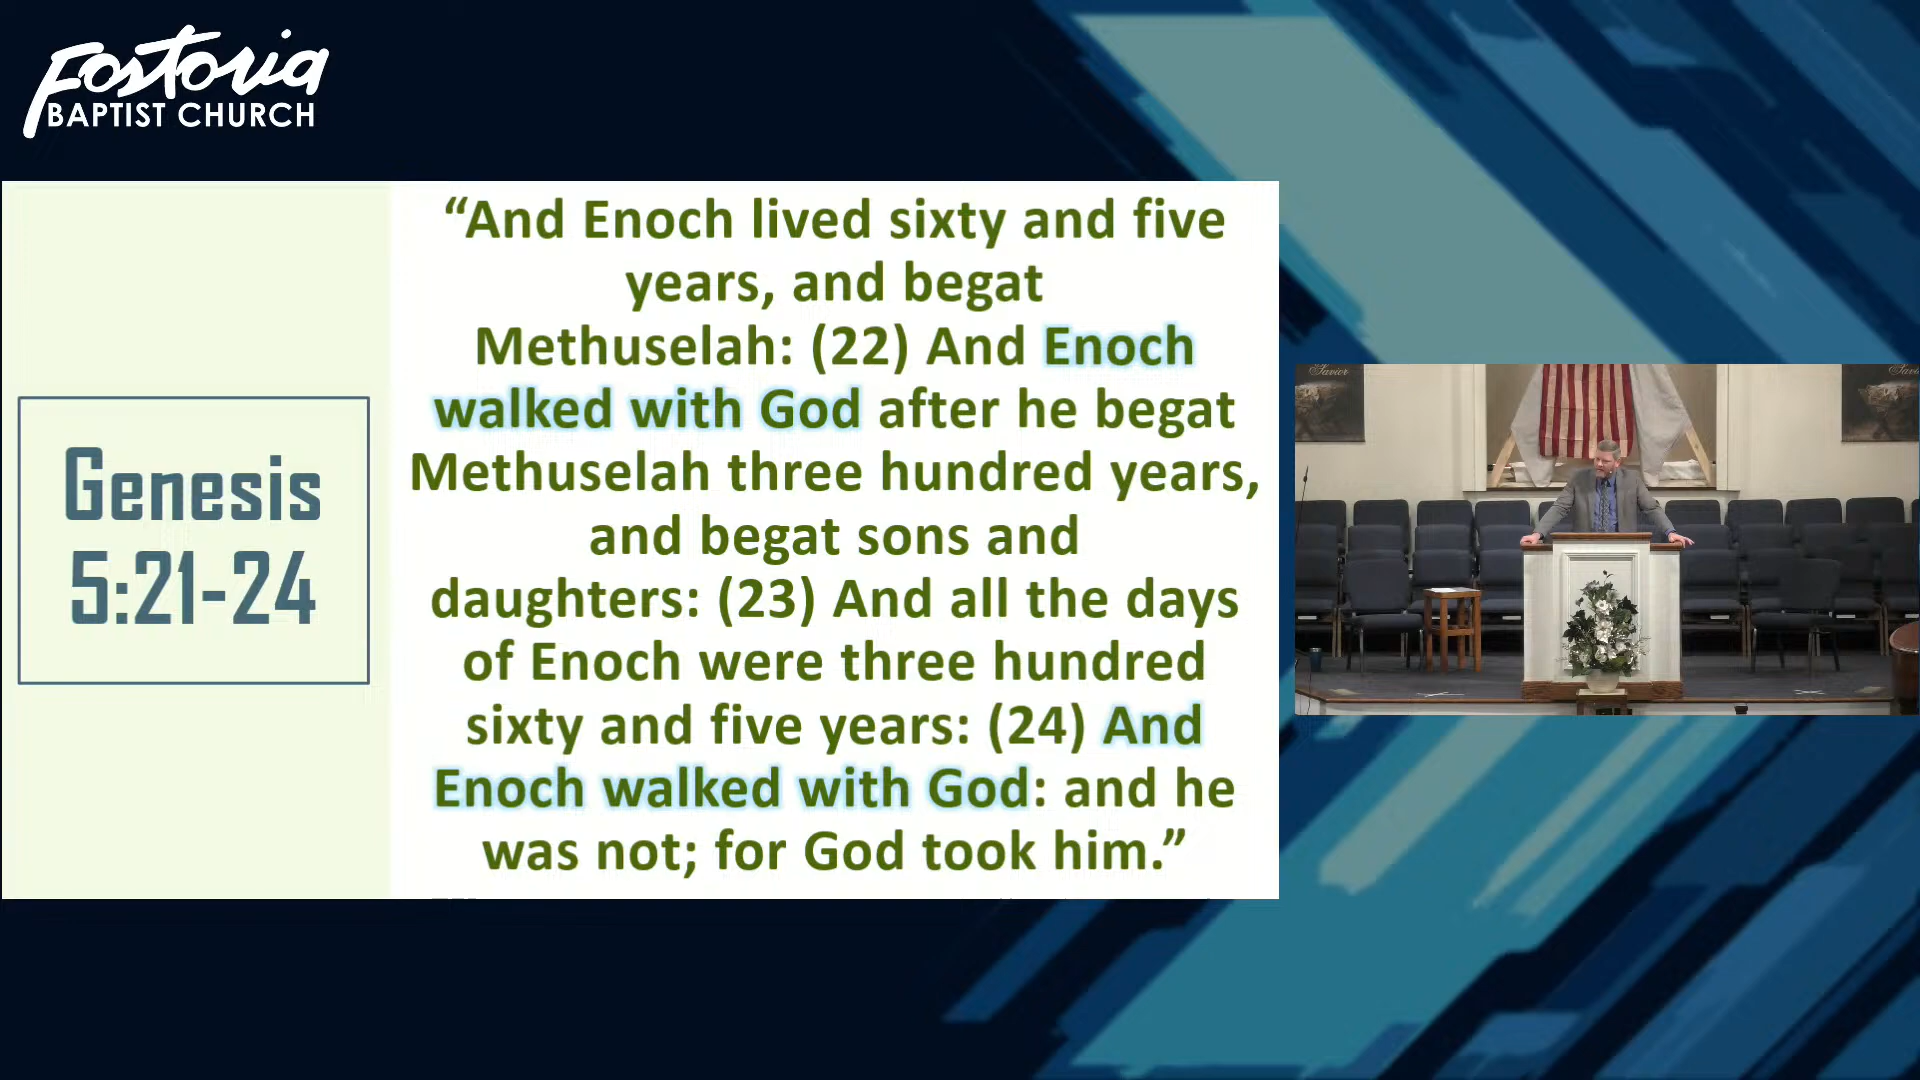 Fostoria
BAPTIST CHURCH
“And Enoch lived sixty and five
years, and begat
Methuselah: (22) And Enoch
walked with God after he begat
Methuselah three hundred years,
and begat sons and
daughters: (23) And all the days
of Enoch were three hundred
sixty and five years: (24) And
Enoch walked with God: and he
was not; for God took him.”
Genesis
5:21-24
Savior